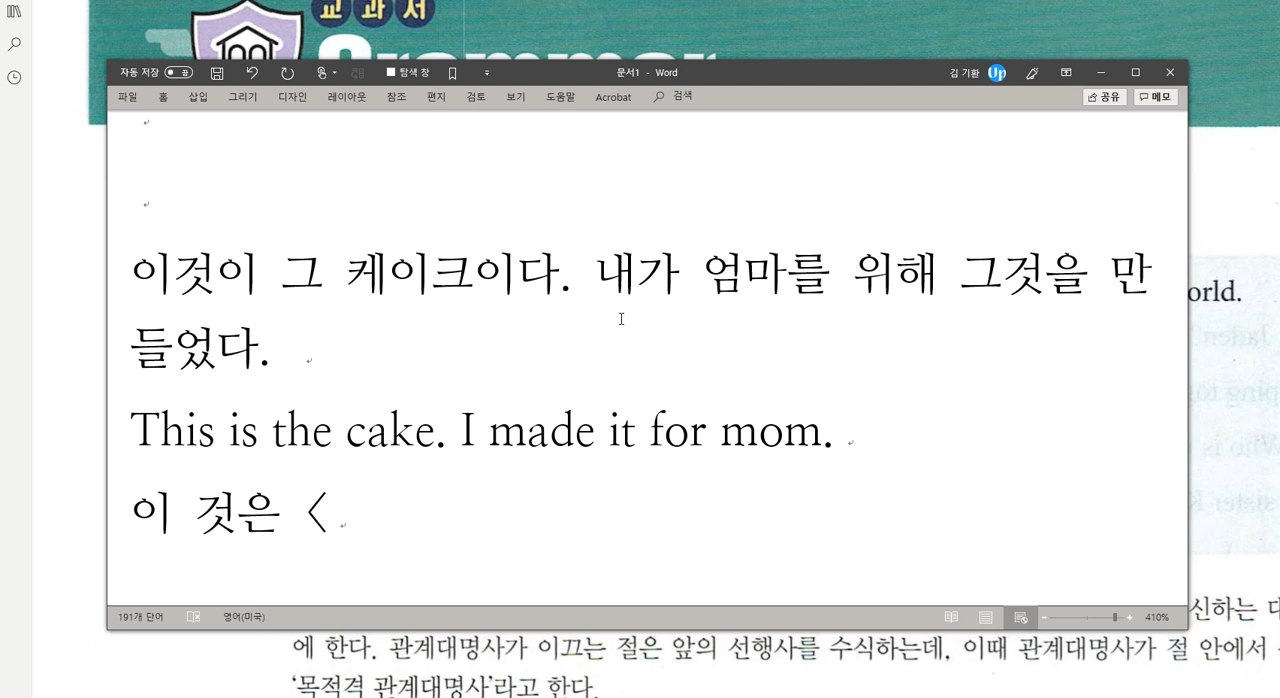 교과서
Grammar
자동 저장 끔 탐색 창 문서1 - Word 김 기환
파일 홈 삽입 그리기 디자인 레이아웃 참조 편지 검토 보기 도움말 Acrobat 검색 공유 메모
이것이 그 케이크이다. 내가 엄마를 위해 그것을 만
들었다.
This is the cake. I made it for mom.
이 것은 <
orld.
191개 단어 영어(미국) 410%
신하는 대
에 한다. 관계대명사가 이끄는 절은 앞의 선행사를 수식하는데, 이때 관계대명사가 절 안에서
‘목적격 관계대명사’라고 한다.